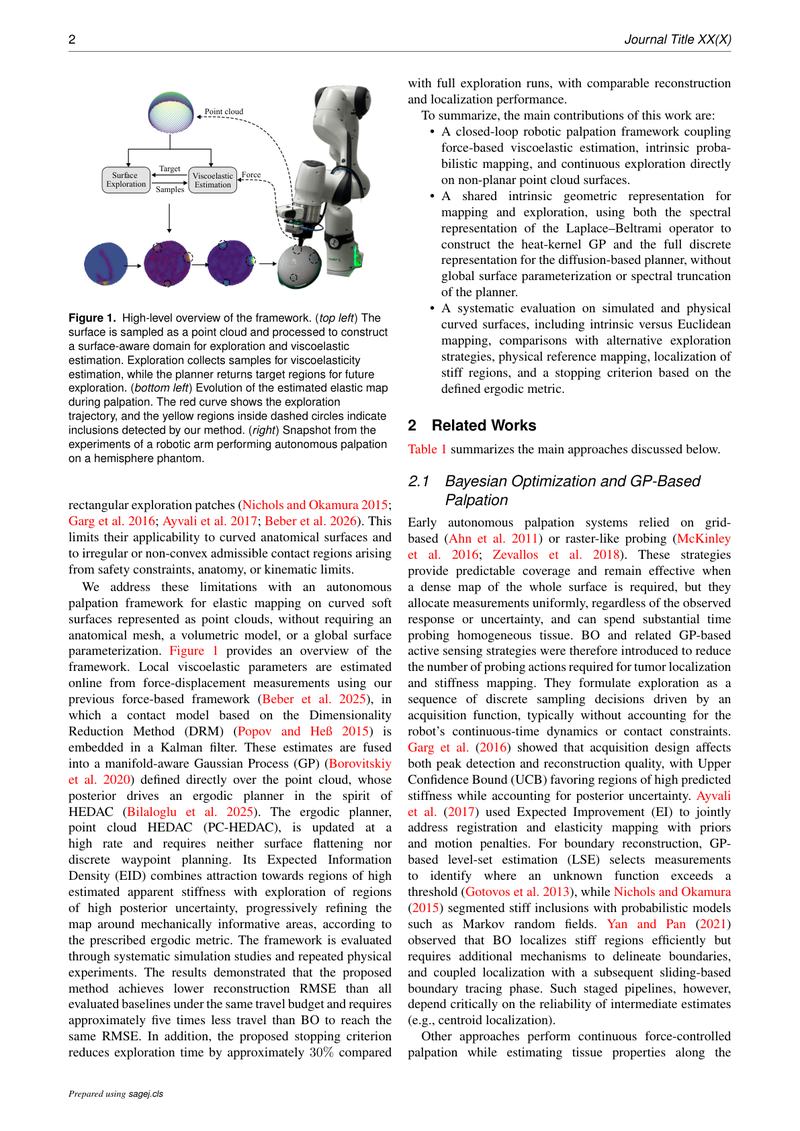 2
Journal Title XX(X)
Point cloud
Surface
Exploration
Target
Samples
Viscoelastic
Estimation
Force
Figure 1. High-level overview of the framework. (top left) The
surface is sampled as a point cloud and processed to construct
a surface-aware domain for exploration and viscoelastic
estimation. Exploration collects samples for viscoelasticity
estimation, while the planner returns target regions for future
exploration. (bottom left) Evolution of the estimated elastic map
during palpation. The red curve shows the exploration
trajectory, and the yellow regions inside dashed circles indicate
inclusions detected by our method. (right) Snapshot from the
experiments of a robotic arm performing autonomous palpation
on a hemisphere phantom.
rectangular exploration patches (Nichols and Okamura 2015;
Garg et al. 2016; Ayvali et al. 2017; Beber et al. 2026). This
limits their applicability to curved anatomical surfaces and
to irregular or non-convex admissible contact regions arising
from safety constraints, anatomy, or kinematic limits.
We address these limitations with an autonomous
palpation framework for elastic mapping on curved soft
surfaces represented as point clouds, without requiring an
anatomical mesh, a volumetric model, or a global surface
parameterization. Figure 1 provides an overview of the
framework. Local viscoelastic parameters are estimated
online from force-displacement measurements using our
previous force-based framework (Beber et al. 2025), in
which a contact model based on the Dimensionality
Reduction Method (DRM) (Popov and Heß 2015) is
embedded in a Kalman filter. These estimates are fused
into a manifold-aware Gaussian Process (GP) (Borovitskiy
et al. 2020) defined directly over the point cloud, whose
posterior drives an ergodic planner in the spirit of
HEDAC (Bilaloglu et al. 2025). The ergodic planner,
point cloud HEDAC (PC-HEDAC), is updated at a
high rate and requires neither surface flattening nor
discrete waypoint planning. Its Expected Information
Density (EID) combines attraction towards regions of high
estimated apparent stiffness with exploration of regions
of high posterior uncertainty, progressively refining the
map around mechanically informative areas, according to
the prescribed ergodic metric. The framework is evaluated
through systematic simulation studies and repeated physical
experiments. The results demonstrated that the proposed
method achieves lower reconstruction RMSE than all
evaluated baselines under the same travel budget and requires
approximately five times less travel than BO to reach the
same RMSE. In addition, the proposed stopping criterion
reduces exploration time by approximately 30% compared
with full exploration runs, with comparable reconstruction
and localization performance.
To summarize, the main contributions of this work are:
• A closed-loop robotic palpation framework coupling
force-based viscoelastic estimation, intrinsic proba-
bilistic mapping, and continuous exploration directly
on non-planar point cloud surfaces.
• A shared intrinsic geometric representation for
mapping and exploration, using both the spectral
representation of the Laplace–Beltrami operator to
construct the heat-kernel GP and the full discrete
representation for the diffusion-based planner, without
global surface parameterization or spectral truncation
of the planner.
• A systematic evaluation on simulated and physical
curved surfaces, including intrinsic versus Euclidean
mapping, comparisons with alternative exploration
strategies, physical reference mapping, localization of
stiff regions, and a stopping criterion based on the
defined ergodic metric.
2 Related Works
Table 1 summarizes the main approaches discussed below.
2.1 Bayesian Optimization and GP-Based
Palpation
Early autonomous palpation systems relied on grid-
based (Ahn et al. 2011) or raster-like probing (McKinley
et al. 2016; Zevallos et al. 2018). These strategies
provide predictable coverage and remain effective when
a dense map of the whole surface is required, but they
allocate measurements uniformly, regardless of the observed
response or uncertainty, and can spend substantial time
probing homogeneous tissue. BO and related GP-based
active sensing strategies were therefore introduced to reduce
the number of probing actions required for tumor localization
and stiffness mapping. They formulate exploration as a
sequence of discrete sampling decisions driven by an
acquisition function, typically without accounting for the
robot's continuous-time dynamics or contact constraints.
Garg et al. (2016) showed that acquisition design affects
both peak detection and reconstruction quality, with Upper
Confidence Bound (UCB) favoring regions of high predicted
stiffness while accounting for posterior uncertainty. Ayvali
et al. (2017) used Expected Improvement (EI) to jointly
address registration and elasticity mapping with priors
and motion penalties. For boundary reconstruction, GP-
based level-set estimation (LSE) selects measurements
to identify where an unknown function exceeds a
threshold (Gotovos et al. 2013), while Nichols and Okamura
(2015) segmented stiff inclusions with probabilistic models
such as Markov random fields. Yan and Pan (2021)
observed that BO localizes stiff regions efficiently but
requires additional mechanisms to delineate boundaries,
and coupled localization with a subsequent sliding-based
boundary tracing phase. Such staged pipelines, however,
depend critically on the reliability of intermediate estimates
(e.g., centroid localization).
Other approaches perform continuous force-controlled
palpation while estimating tissue properties along the
Prepared using sagej.cls